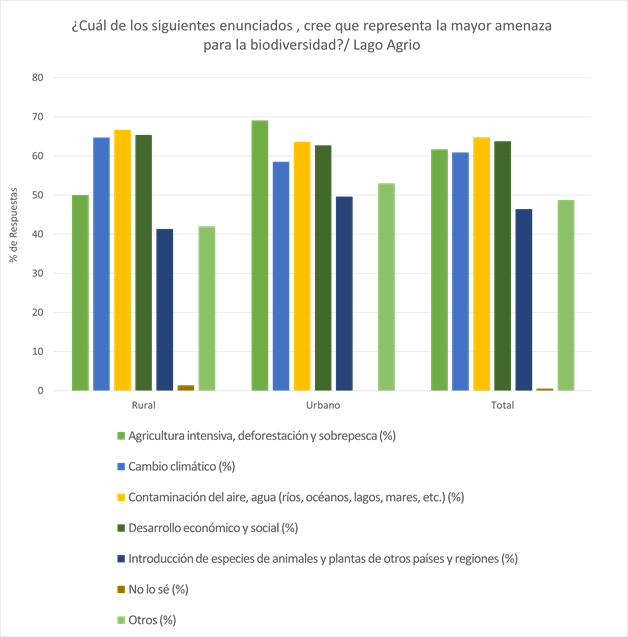 ¿Cuál de los siguientes enunciados , cree que representa la mayor amenaza
para la biodiversidad?/ Lago Agrio
80
70
60
50
40
30
20
10
0
% de Respuestas
Rural
Urbano
Total
Agricultura intensiva, deforestación y sobrepesca (%)
Cambio climático (%)
Contaminación del aire, agua (ríos, océanos, lagos, mares, etc.) (%)
Desarrollo económico y social (%)
Introducción de especies de animales y plantas de otros países y regiones (%)
No lo sé (%)
Otros (%)